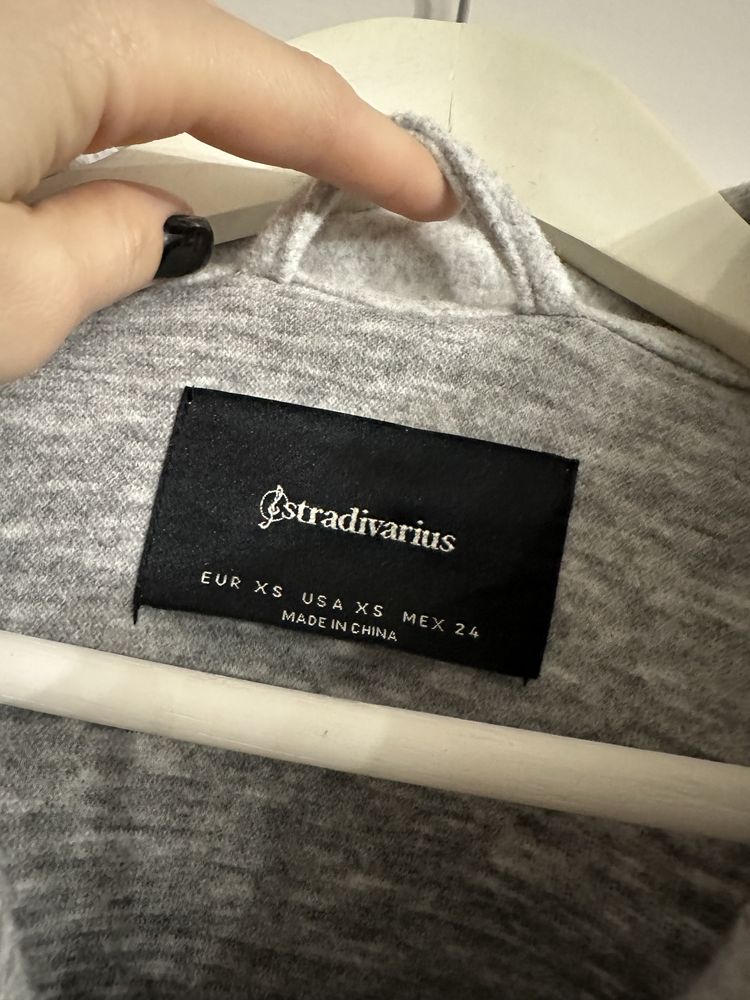 stradivarius
EUR XS USA XS MEX 24
MADE IN CHINA